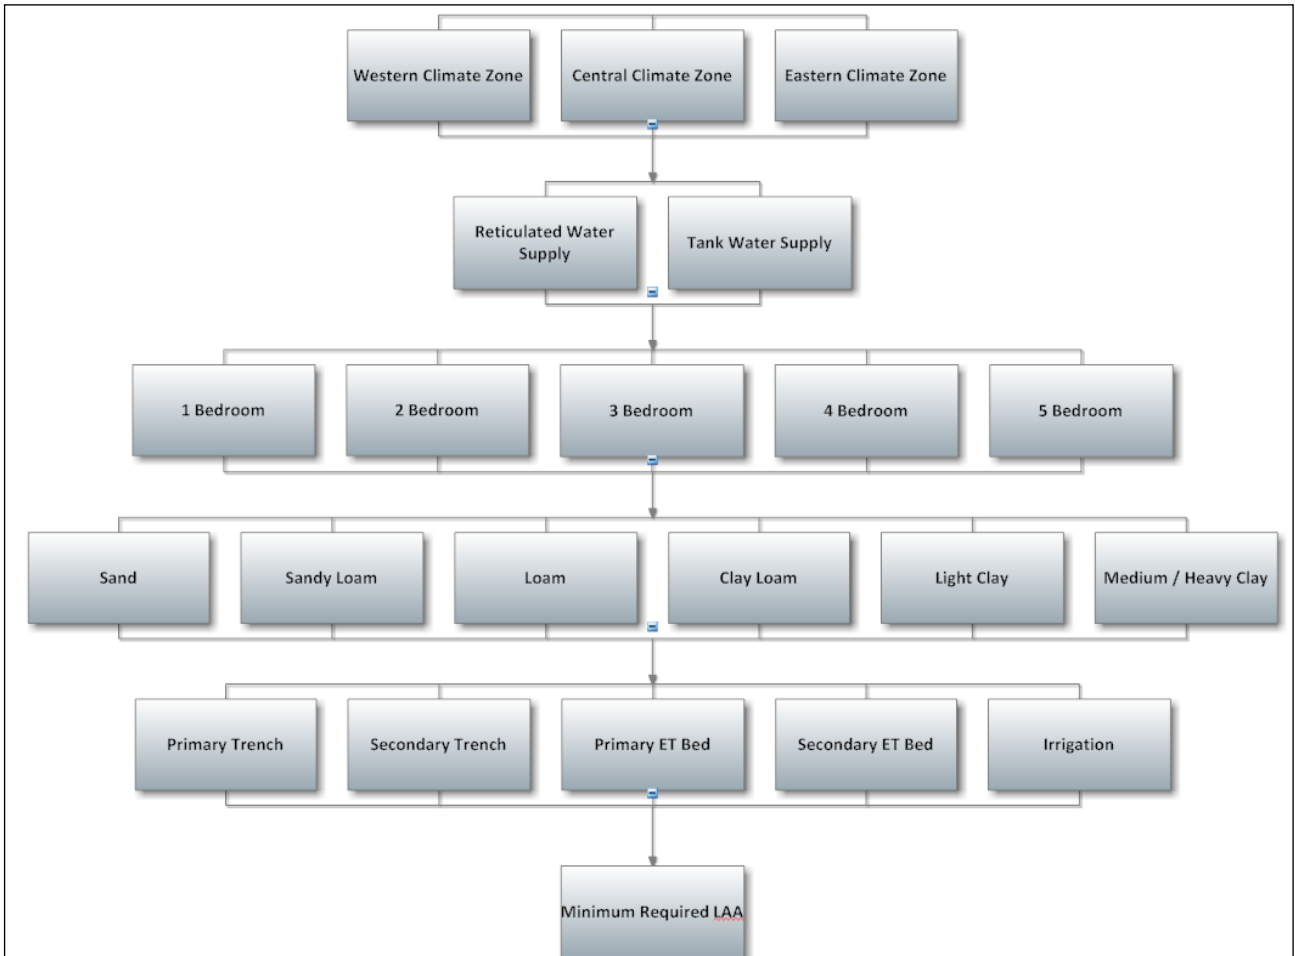 Western Climate Zone
Central Climate Zone
Eastern Climate Zone
Reticulated Water
Supply
Tank Water Supply
1 Bedroom
2 Bedroom
3 Bedroom
4 Bedroom
5 Bedroom
Sand
Sandy Loam
Loam
Clay Loam
Light Clay
Medium / Heavy Clay
Primary Trench
Secondary Trench
Primary ET Bed
Secondary ET Bed
Irrigation
Minimum Required LAA